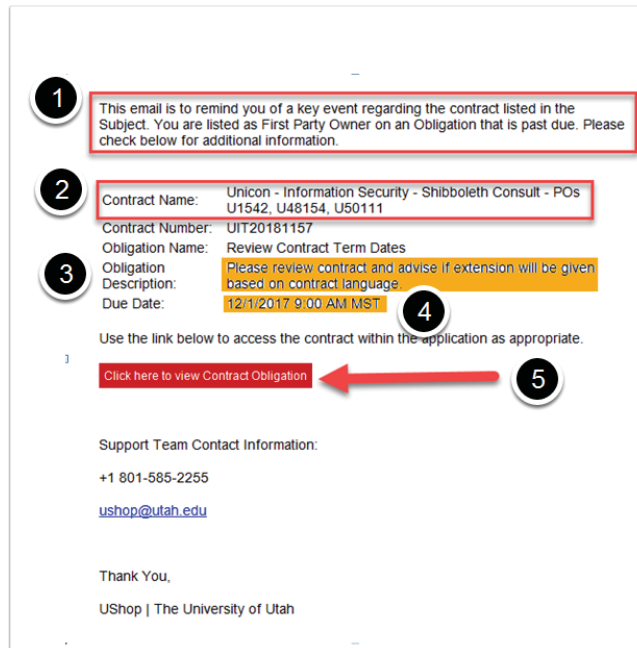 1
This email is to remind you of a key event regarding the contract listed in the
Subject. You are listed as First Party Owner on an Obligation that is past due. Please
check below for additional information.
2
Contract Name: Unicon - Information Security - Shibboleth Consult - POs
U1542, U48154, U50111
Contract Number: UIT20181157
Obligation Name: Review Contract Term Dates
3
Obligation Please review contract and advise if extension will be given
Description: based on contract language.
Due Date: 12/1/2017 9:00 AM MST
4
Use the link below to access the contract within the application as appropriate.
Click here to view Contract Obligation
5
Support Team Contact Information:
+1 801-585-2255
ushop@utah.edu
Thank You,
UShop | The University of Utah